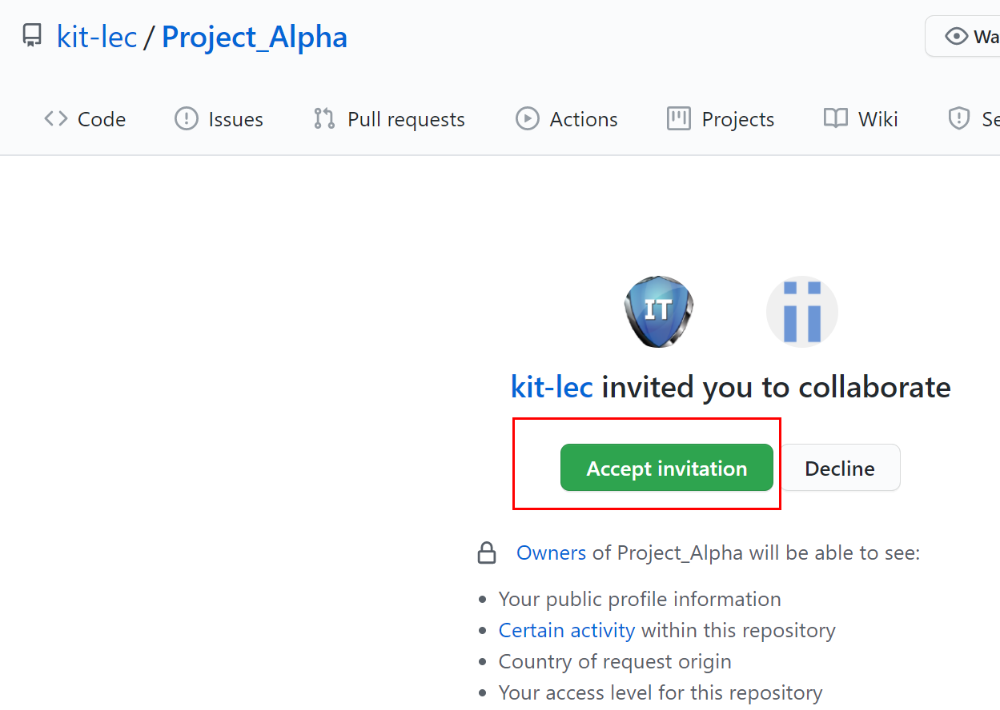 kit-lec / Project_Alpha
Wa
Code Issues Pull requests Actions Projects Wiki Se
IT
kit-lec invited you to collaborate
Accept invitation Decline
Owners of Project_Alpha will be able to see:
Your public profile information
Certain activity within this repository
Country of request origin
Your access level for this repository